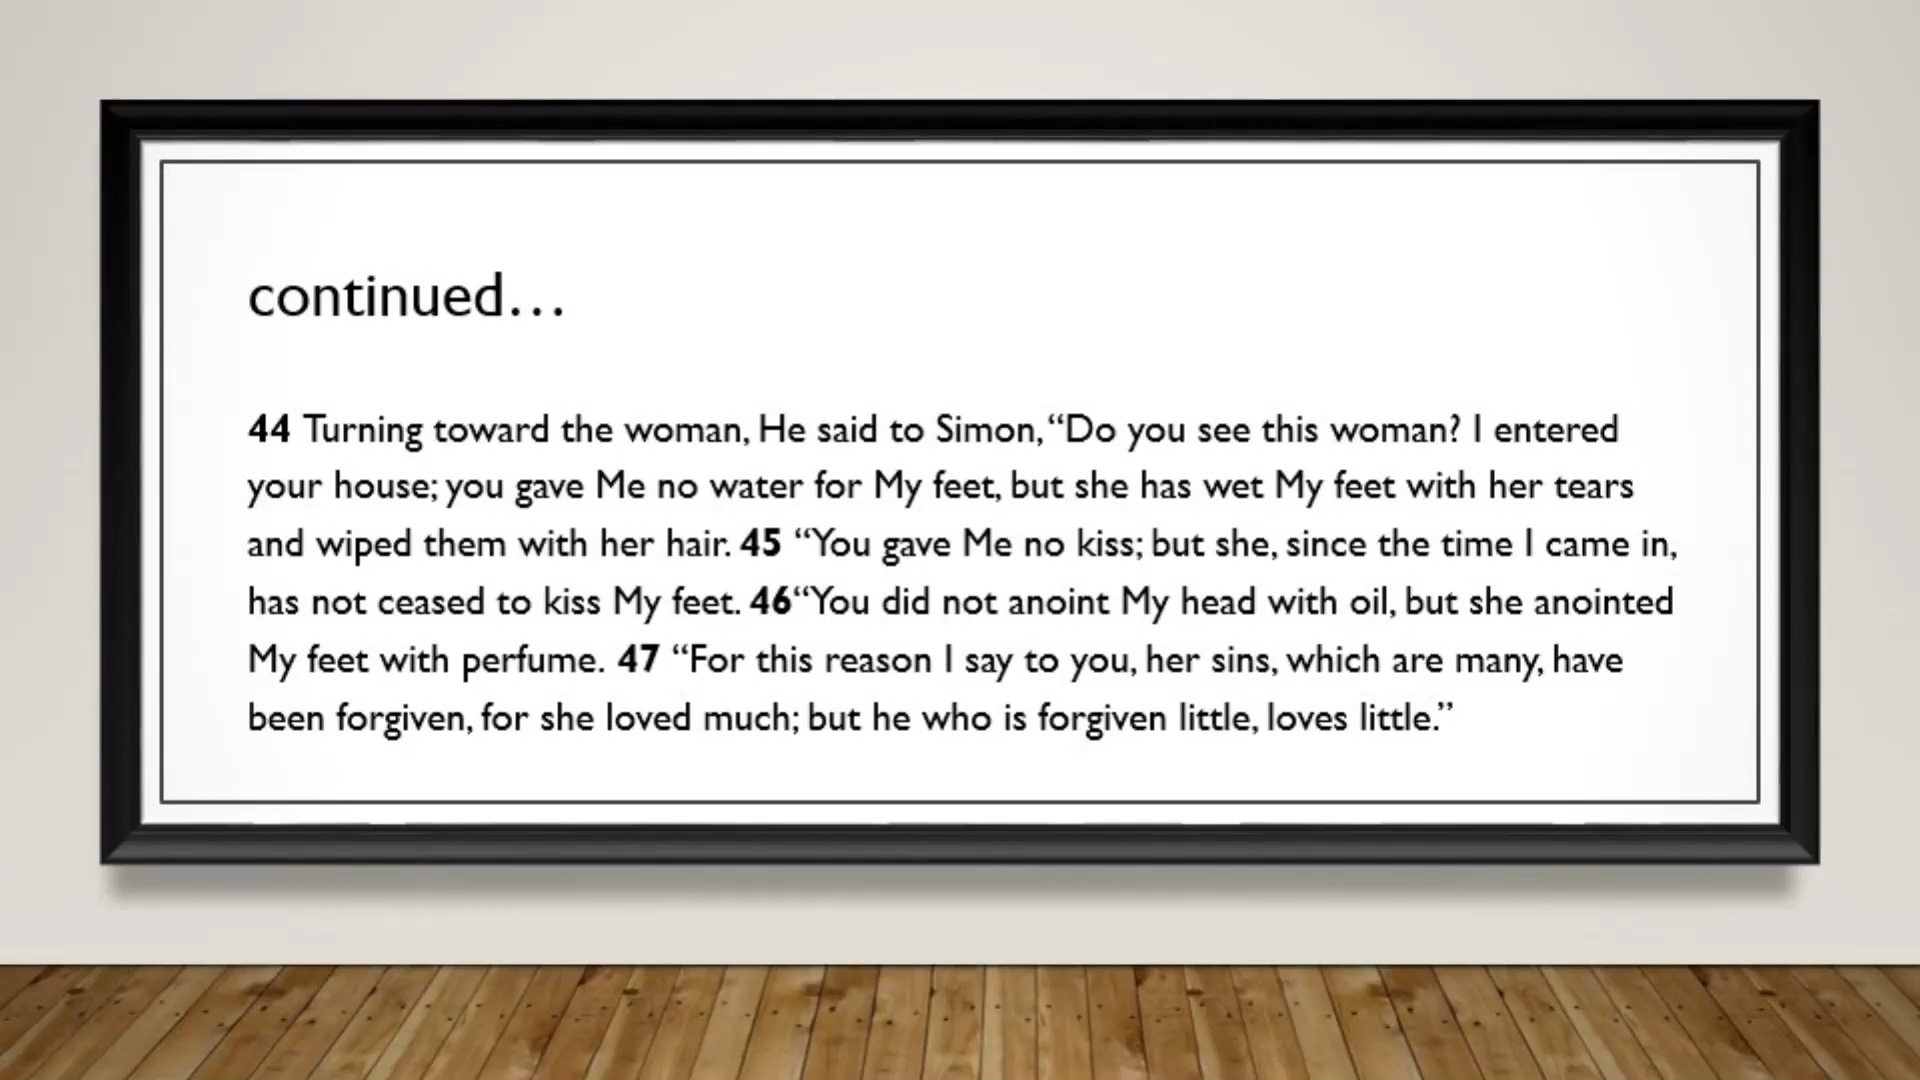 continued…
44 Turning toward the woman, He said to Simon, “Do you see this woman? I entered
your house; you gave Me no water for My feet, but she has wet My feet with her tears
and wiped them with her hair. 45 “You gave Me no kiss; but she, since the time I came in,
has not ceased to kiss My feet. 46“You did not anoint My head with oil, but she anointed
My feet with perfume. 47 “For this reason I say to you, her sins, which are many, have
been forgiven, for she loved much; but he who is forgiven little, loves little.”